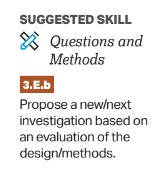 SUGGESTED SKILL
Questions and
Methods
3.E.b
Propose a new/next
investigation based on
an evaluation of the
design/methods.